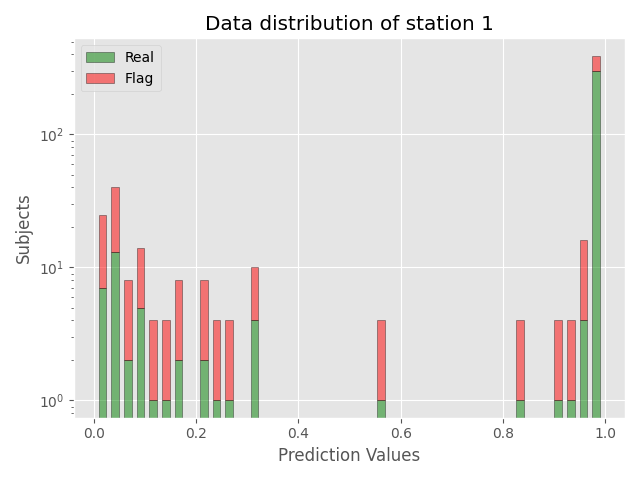 Data distribution of station 1
Real
Flag
10²
10¹
10⁰
Subjects
0.0 0.2 0.4 0.6 0.8 1.0
Prediction Values